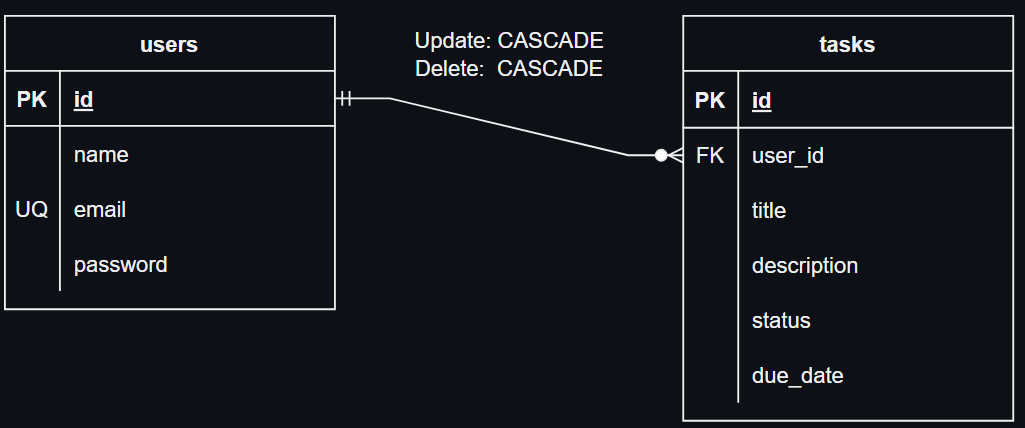 users
PK id
name
UQ email
password
Update: CASCADE
Delete: CASCADE
tasks
PK id
FK user_id
title
description
status
due_date